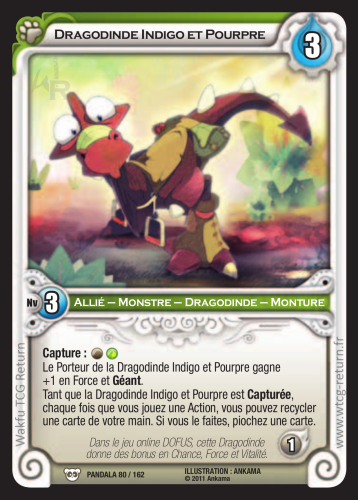 Dragodinde Indigo et Pourpre
3
Nv 3 Allié – Monstre – Dragodinde – Monture
Capture :
Le Porteur de la Dragodinde Indigo et Pourpre gagne
+1 en Force et Géant.
Tant que la Dragodinde Indigo et Pourpre est Capturée,
chaque fois que vous jouez une Action, vous pouvez recycler
une carte de votre main. Si vous le faites, piochez une carte.
Dans le jeu online DOFUS, cette Dragodinde
donne des bonus en Chance, Force et Vitalité.
1
PANDALA 80 / 162
ILLUSTRATION : ANKAMA
© 2011 Ankama
Wakfu TCG Return
www.wtcg-return.fr